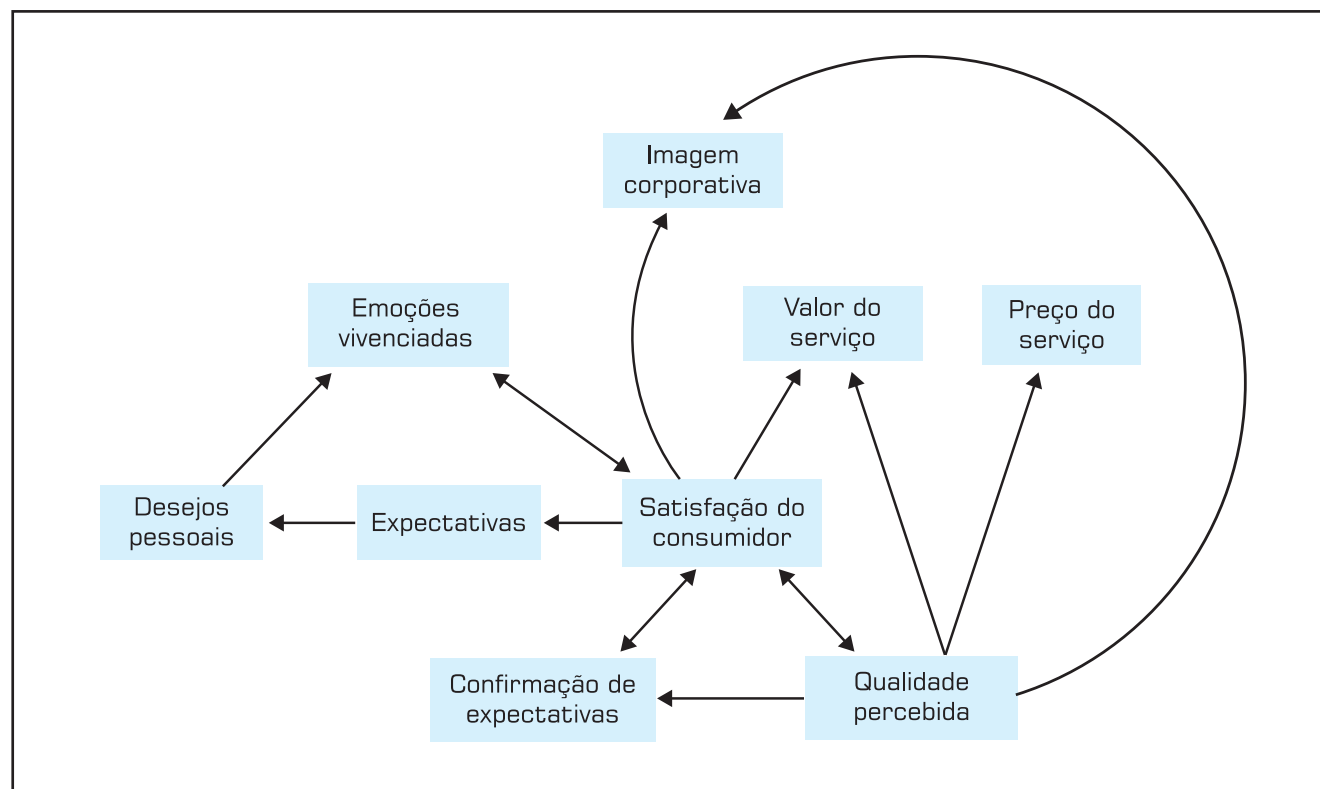 Imagem
corporativa
Emoções
vivenciadas
Valor do
serviço
Preço do
serviço
Desejos
pessoais
Expectativas
Satisfação do
consumidor
Confirmação de
expectativas
Qualidade
percebida